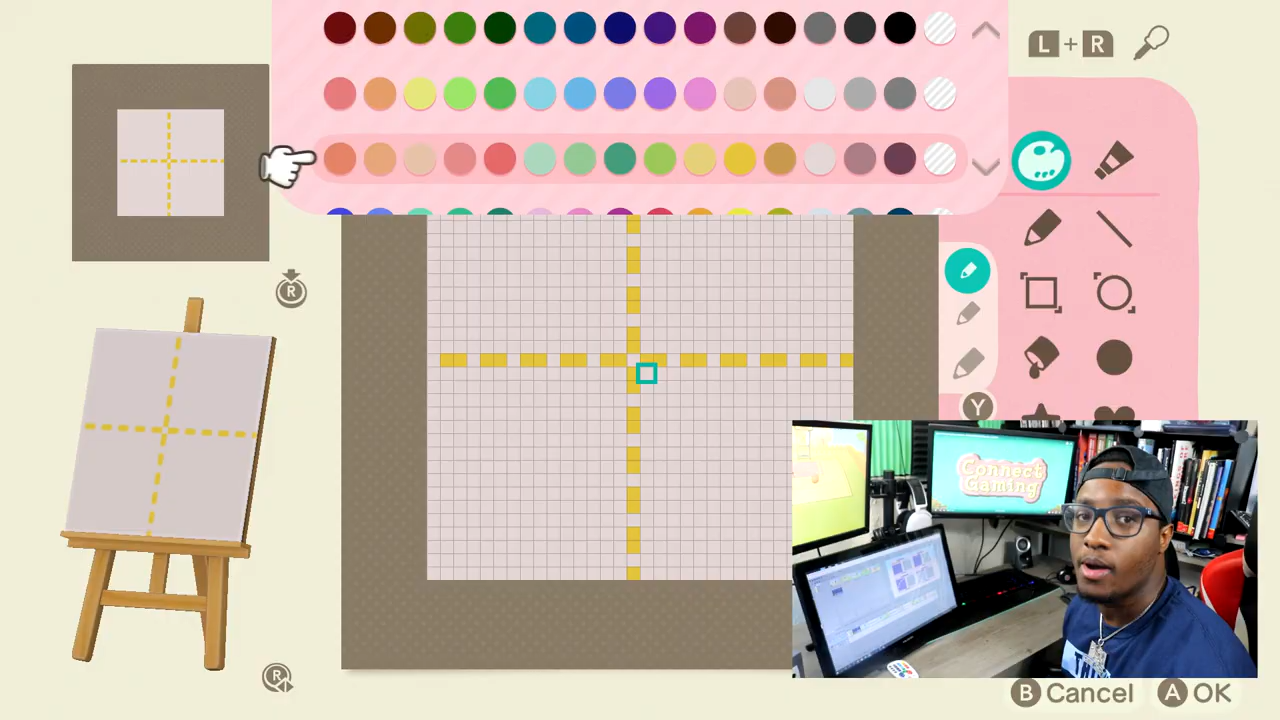 L + R
R
Y
Connect
Gaming
R
B Cancel A OK